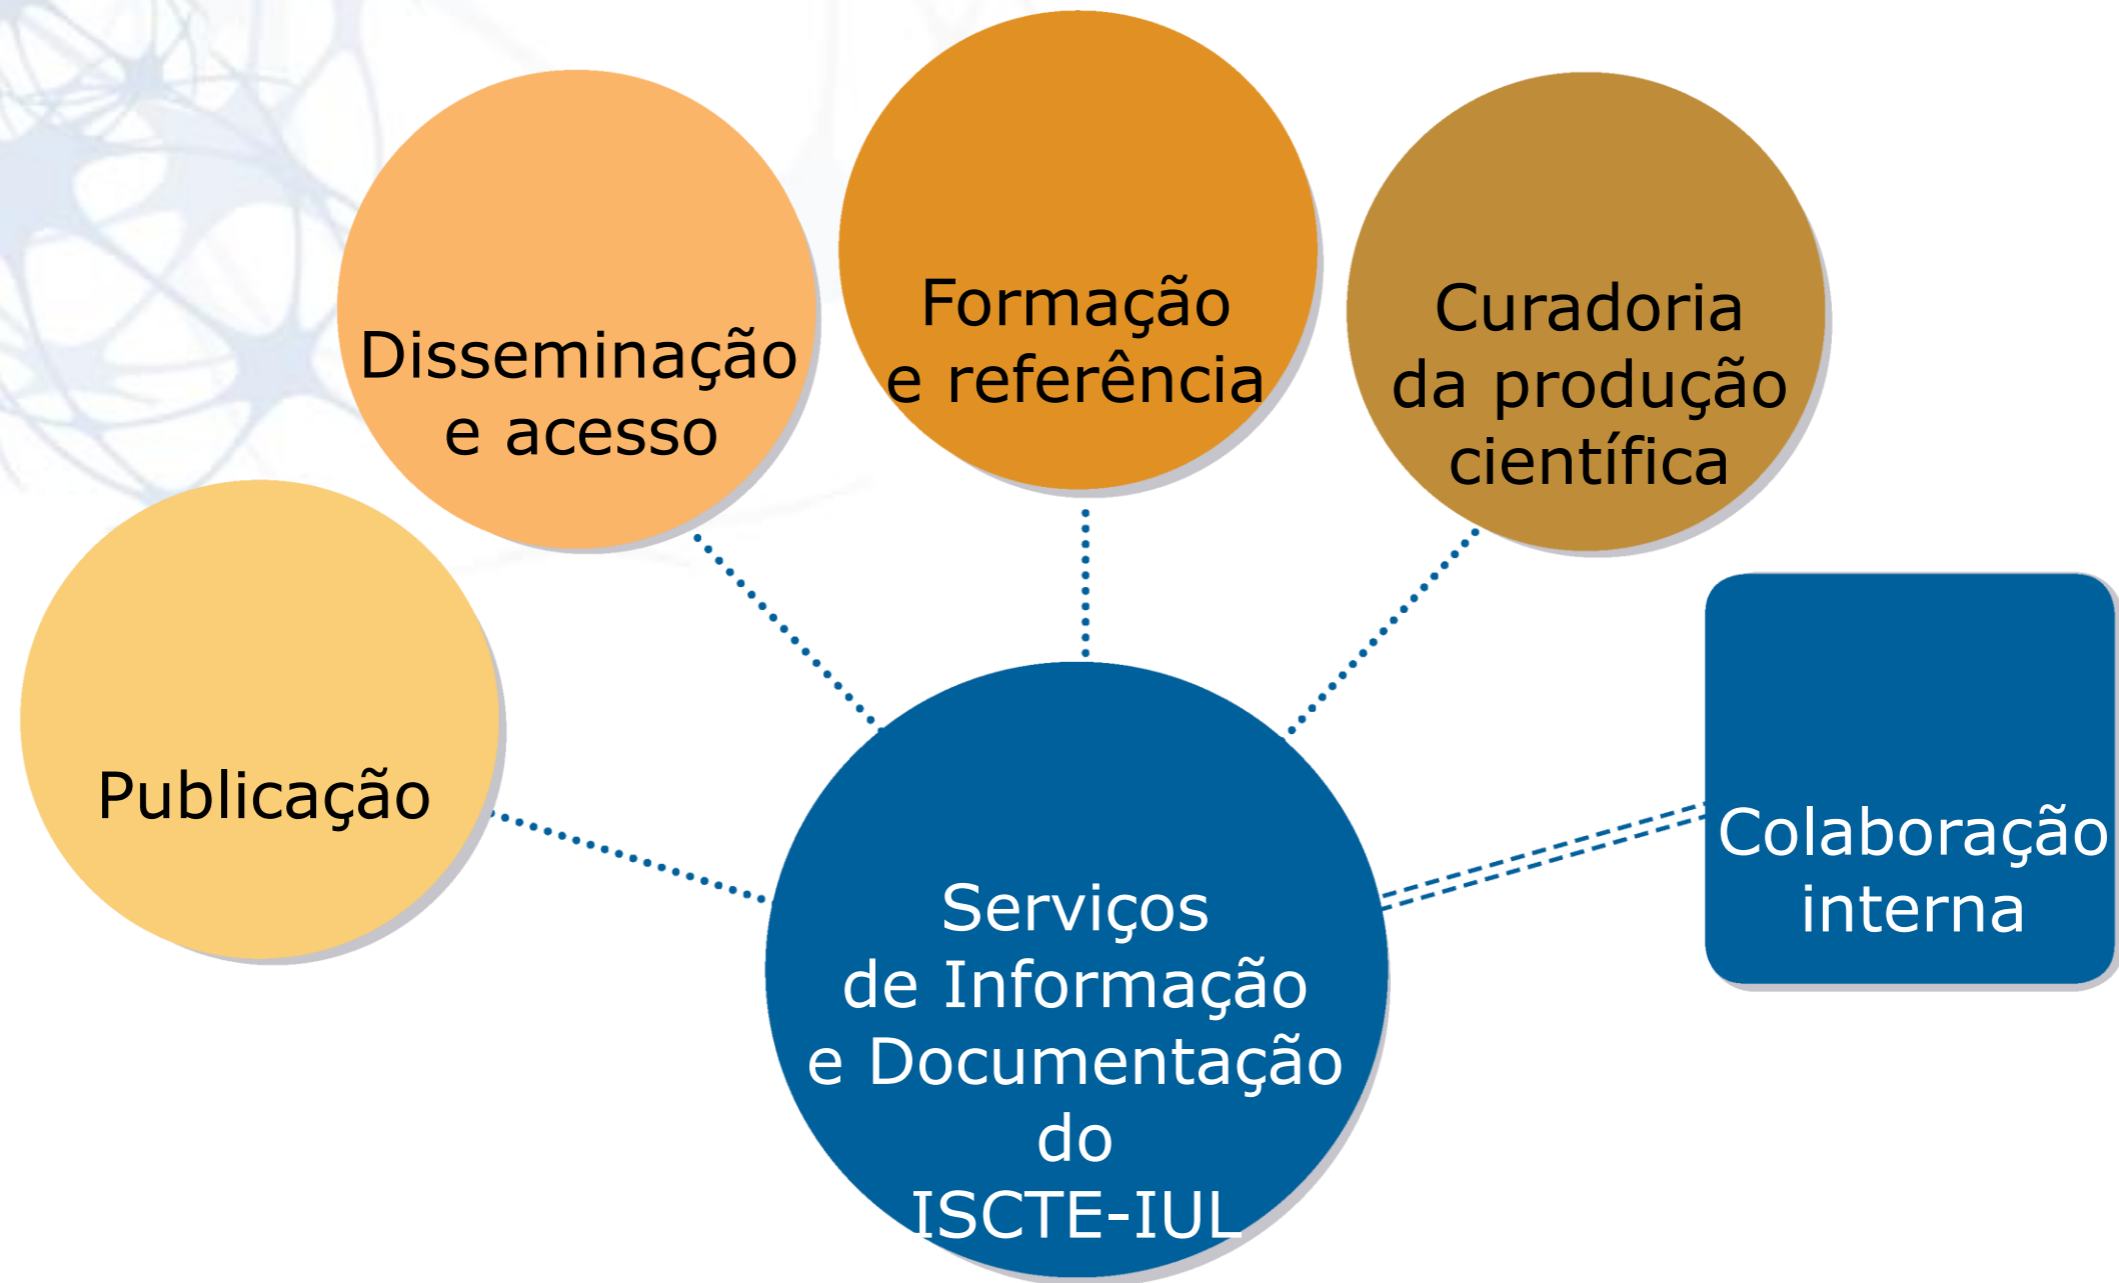 Formação
e referência
Curadoria
da produção
científica
Disseminação
e acesso
Publicação
Colaboração
interna
Serviços
de Informação
e Documentação
do
ISCTE-IUL